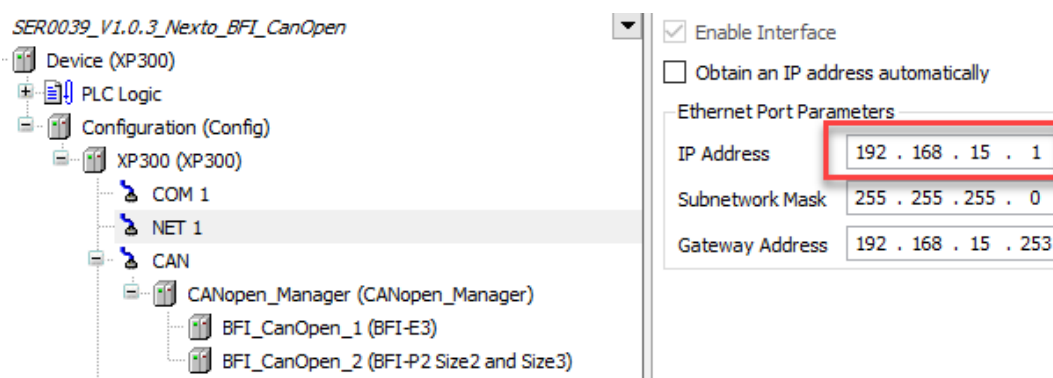 SER0039_V1.0.3_Nexto_BFI_CanOpen
Device (XP300)
PLC Logic
Configuration (Config)
XP300 (XP300)
COM 1
NET 1
CAN
CANopen_Manager (CANopen_Manager)
BFI_CanOpen_1 (BFI-E3)
BFI_CanOpen_2 (BFI-P2 Size2 and Size3)
Enable Interface
Obtain an IP address automatically
Ethernet Port Parameters
IP Address 192 . 168 . 15 . 1
Subnetwork Mask 255 . 255 . 255 . 0
Gateway Address 192 . 168 . 15 . 253